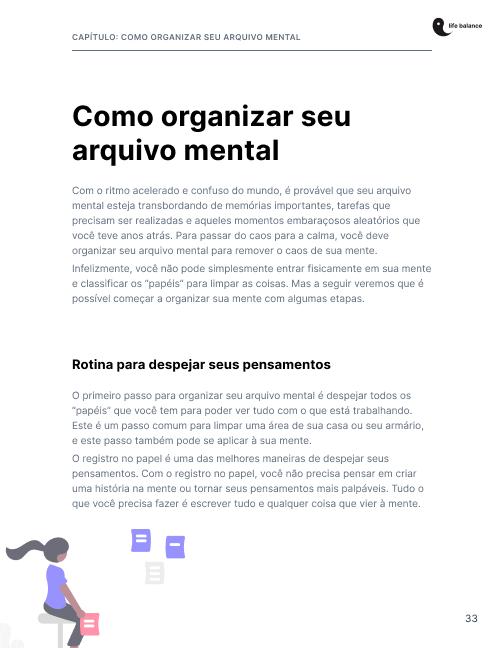 CAPÍTULO: COMO ORGANIZAR SEU ARQUIVO MENTAL
life balance
Como organizar seu
arquivo mental
Com o ritmo acelerado e confuso do mundo, é provável que seu arquivo
mental esteja transbordando de memórias importantes, tarefas que
precisam ser realizadas e aqueles momentos embaraçosos aleatórios que
você teve anos atrás. Para passar do caos para a calma, você deve
organizar seu arquivo mental para remover o caos de sua mente.
Infelizmente, você não pode simplesmente entrar fisicamente em sua mente
e classificar os “papéis” para limpar as coisas. Mas a seguir veremos que é
possível começar a organizar sua mente com algumas etapas.
Rotina para despejar seus pensamentos
O primeiro passo para organizar seu arquivo mental é despejar todos os
“papéis” que você tem para poder ver tudo com o que está trabalhando.
Este é um passo comum para limpar uma área de sua casa ou seu armário,
e este passo também pode se aplicar à sua mente.
O registro no papel é uma das melhores maneiras de despejar seus
pensamentos. Com o registro no papel, você não precisa pensar em criar
uma história na mente ou tornar seus pensamentos mais palpáveis. Tudo o
que você precisa fazer é escrever tudo e qualquer coisa que vier à mente.
33